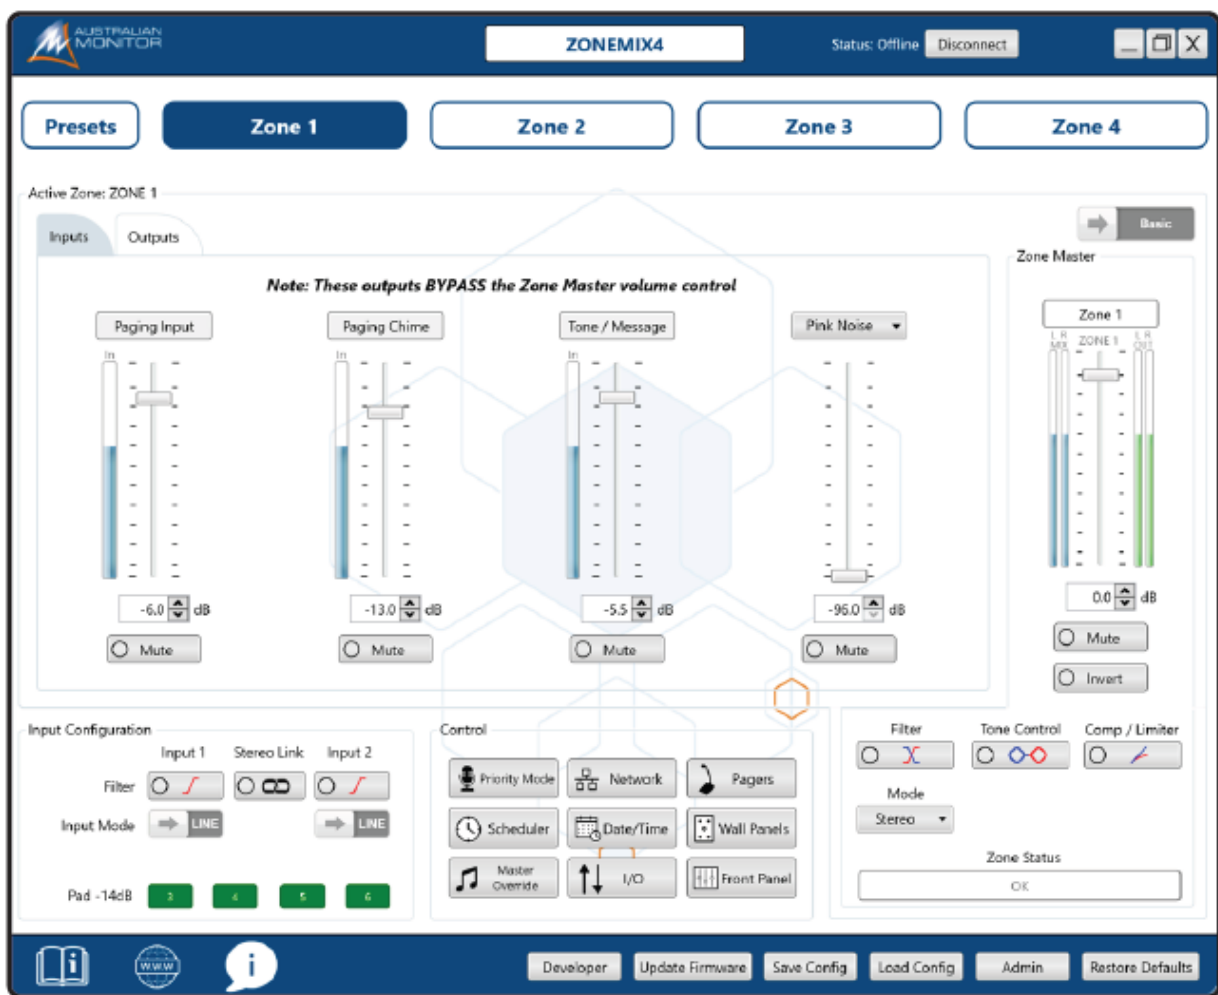 AUSTRALIAN
MONITOR
ZONEMIX4
Status: Offline
Disconnect
X
Presets
Zone 1
Zone 2
Zone 3
Zone 4
Active Zone: ZONE 1
Inputs
Outputs
Basic
Zone Master
Note: These outputs BYPASS the Zone Master volume control
Paging Input
Paging Chime
Tone / Message
Pink Noise
Zone 1
In
In
In
L R
MIX
ZONE 1
L R
OUT
-6.0 dB
-13.0 dB
-5.5 dB
-96.0 dB
0.0 dB
Mute
Mute
Mute
Mute
Mute
Invert
Input Configuration
Input 1
Stereo Link
Input 2
Filter
Input Mode
LINE
LINE
Pad -14dB
3
4
5
6
Control
Priority Mode
Network
Pagers
Scheduler
Date/Time
Wall Panels
Master
Override
I/O
Front Panel
Filter
Tone Control
Comp / Limiter
Mode
Stereo
Zone Status
OK
i
WWW
i
Developer
Update Firmware
Save Config
Load Config
Admin
Restore Defaults